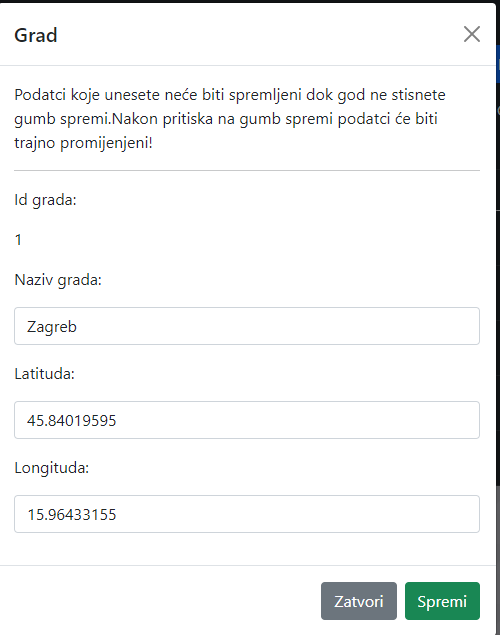 Grad
Podatci koje unesete neće biti spremljeni dok god ne stisnete
gumb spremi.Nakon pritiska na gumb spremi podatci će biti
trajno promijenjeni!
Id grada:
1
Naziv grada:
Zagreb
Latituda:
45.84019595
Longituda:
15.96433155
Zatvori Spremi